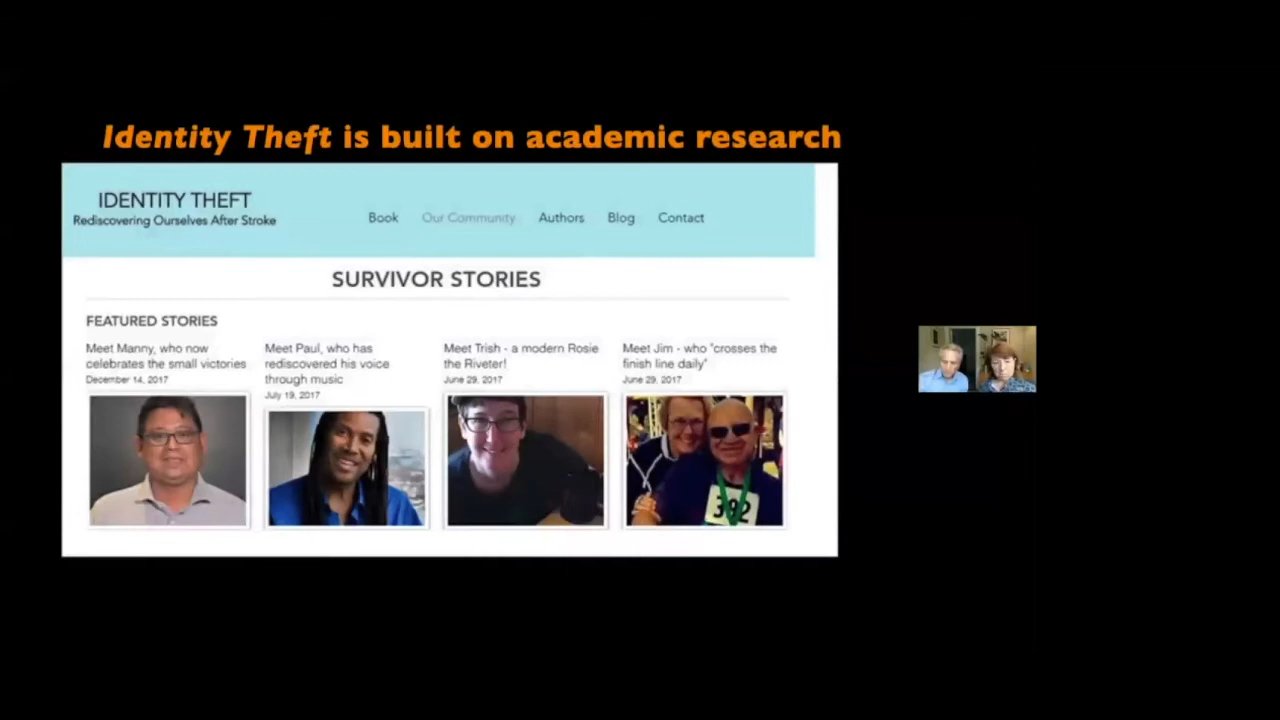 Identity Theft is built on academic research
IDENTITY THEFT
Rediscovering Ourselves After Stroke
Book Our Community Authors Blog Contact
SURVIVOR STORIES
FEATURED STORIES
Meet Manny, who now
celebrates the small victories
December 14, 2017
Meet Paul, who has
rediscovered his voice
through music
July 19, 2017
Meet Trish - a modern Rosie
the Riveter!
June 29, 2017
Meet Jim - who "crosses the
finish line daily"
June 29, 2017
392